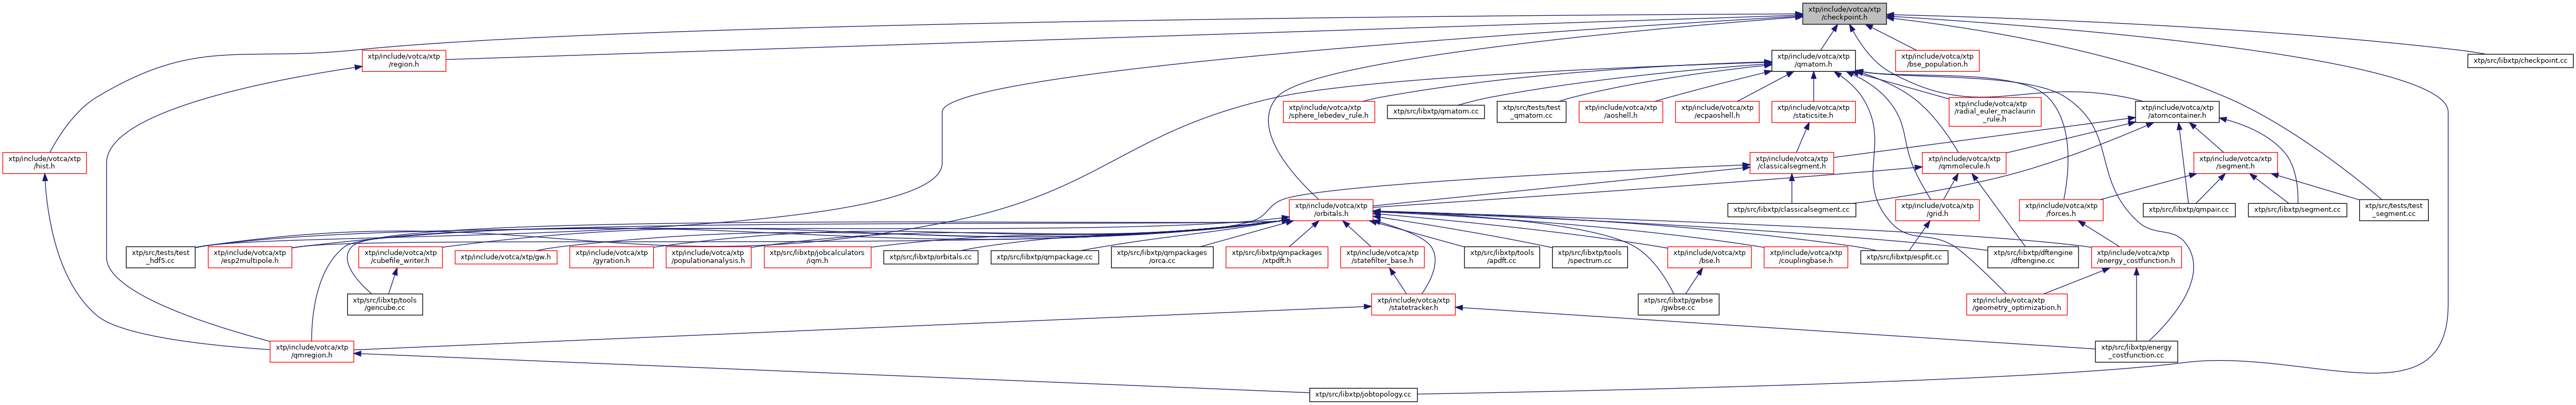 xtp/include/votca/xtp
/checkpoint.h
xtp/include/votca/xtp
/region.h
xtp/include/votca/xtp
/qmatom.h
xtp/include/votca/xtp
/bse_population.h
xtp/src/libxtp/checkpoint.cc
xtp/include/votca/xtp
/sphere_lebedev_rule.h
xtp/src/libxtp/qmatom.cc
xtp/src/tests/test
_qmatom.cc
xtp/include/votca/xtp
/aoshell.h
xtp/include/votca/xtp
/ecpaoshell.h
xtp/include/votca/xtp
/staticsite.h
xtp/include/votca/xtp
/radial_euler_maclaurin
_rule.h
xtp/include/votca/xtp
/atomcontainer.h
xtp/include/votca/xtp
/hist.h
xtp/include/votca/xtp
/classicalsegment.h
xtp/include/votca/xtp
/qmmolecule.h
xtp/include/votca/xtp
/segment.h
xtp/include/votca/xtp
/orbitals.h
xtp/src/libxtp/classicalsegment.cc
xtp/include/votca/xtp
/grid.h
xtp/include/votca/xtp
/forces.h
xtp/src/libxtp/qmpair.cc
xtp/src/libxtp/segment.cc
xtp/src/tests/test
_segment.cc
xtp/src/tests/test
_hdf5.cc
xtp/include/votca/xtp
/esp2multipole.h
xtp/include/votca/xtp
/cubefile_writer.h
xtp/include/votca/xtp/gw.h
xtp/include/votca/xtp
/gyration.h
xtp/include/votca/xtp
/populationanalysis.h
xtp/src/libxtp/jobcalculators
/iqm.h
xtp/src/libxtp/orbitals.cc
xtp/src/libxtp/qmpackage.cc
xtp/src/libxtp/qmpackages
/orca.cc
xtp/src/libxtp/qmpackages
/xtpdft.h
xtp/include/votca/xtp
/statefilter_base.h
xtp/src/libxtp/tools
/apdft.cc
xtp/src/libxtp/tools
/spectrum.cc
xtp/include/votca/xtp
/bse.h
xtp/include/votca/xtp
/couplingbase.h
xtp/src/libxtp/espfit.cc
xtp/src/libxtp/dftengine
/dftengine.cc
xtp/include/votca/xtp
/energy_costfunction.h
xtp/src/libxtp/tools
/gencube.cc
xtp/include/votca/xtp
/statetracker.h
xtp/src/libxtp/gwbse
/gwbse.cc
xtp/include/votca/xtp
/geometry_optimization.h
xtp/include/votca/xtp
/qmregion.h
xtp/src/libxtp/energy
_costfunction.cc
xtp/src/libxtp/jobtopology.cc